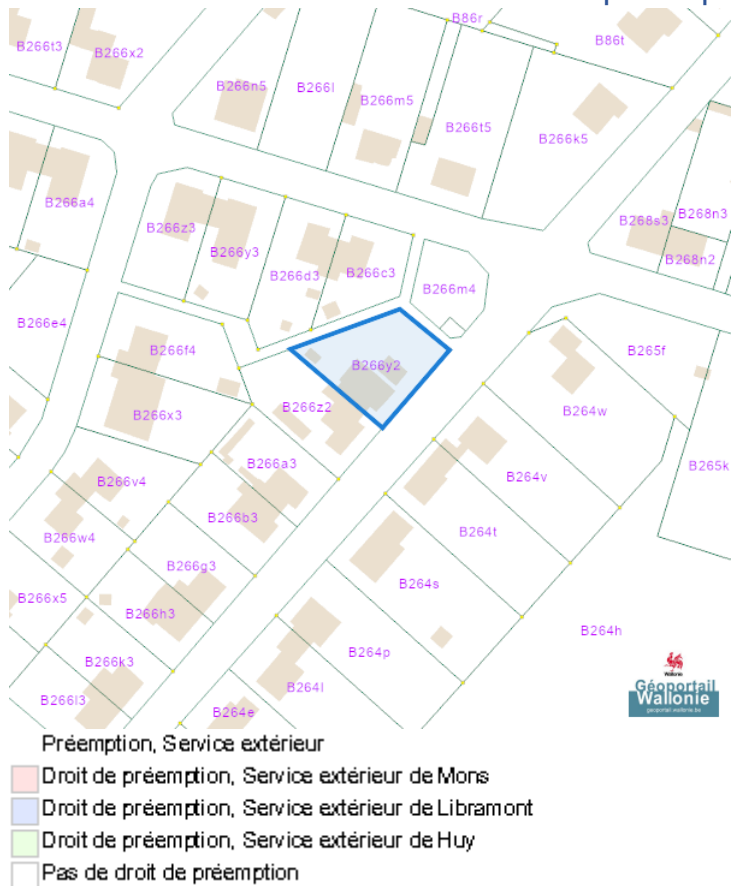 B86r
B86t
B266t3
B266x2
B266n5
B266l
B266m5
B266t5
B266k5
B266a4
B266z3
B266y3
B266d3
B266c3
B266m4
B268s3
B268n3
B268n2
B266e4
B266f4
B266x3
B266y2
B266z2
B265f
B264w
B265k
B266v4
B266w4
B266a3
B266b3
B264v
B264t
B266x5
B266g3
B266h3
B264s
B264h
B266k3
B266l3
B264p
B264l
B264e
Wallonie
Géoportail
Wallonie
geoportail.wallonie.be
Préemption, Service extérieur
Droit de préemption, Service extérieur de Mons
Droit de préemption, Service extérieur de Libramont
Droit de préemption, Service extérieur de Huy
Pas de droit de préemption